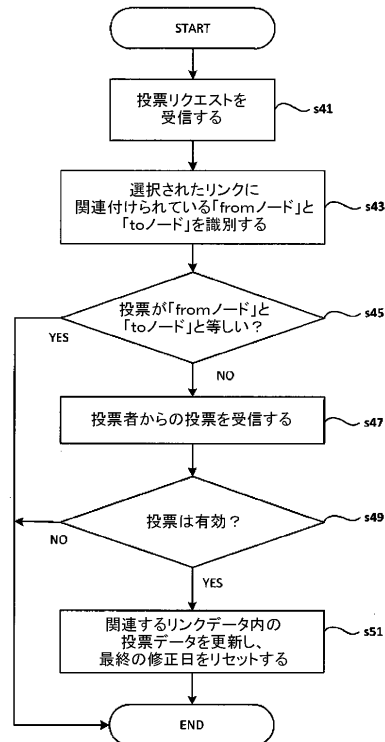 START
投票リクエストを
受信する
s41
選択されたリンクに
関連付けられている「fromノード」と
「toノード」を識別する
s43
投票が「fromノード」と
「toノード」と等しい？
s45
YES
NO
投票者からの投票を受信する
s47
投票は有効？
s49
NO
YES
関連するリンクデータ内の
投票データを更新し、
最終の修正日をリセットする
s51
END